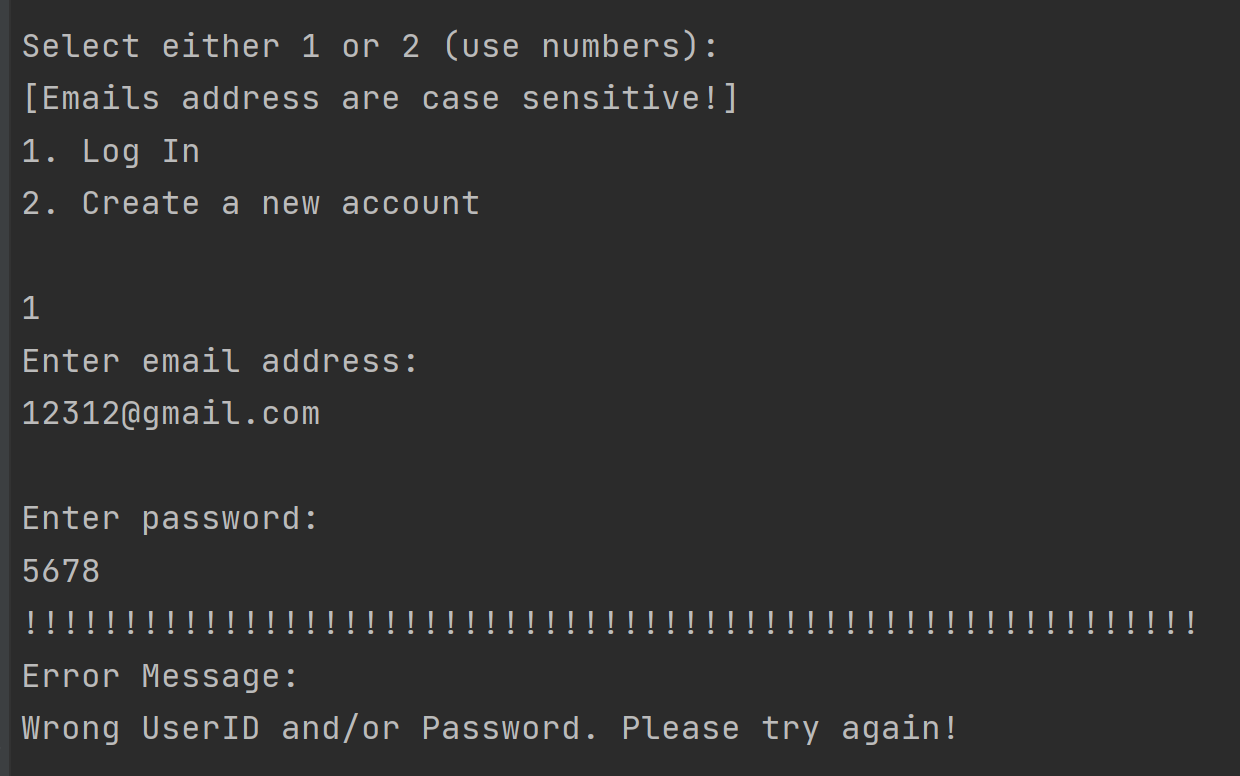 Select either 1 or 2 (use numbers):
[Emails address are case sensitive!]
1. Log In
2. Create a new account
1
Enter email address:
12312@gmail.com
Enter password:
5678
!!!!!!!!!!!!!!!!!!!!!!!!!!!!!!!!!!!!!!!!!!!!!!!!!!!!!!!!!!!
Error Message:
Wrong UserID and/or Password. Please try again!